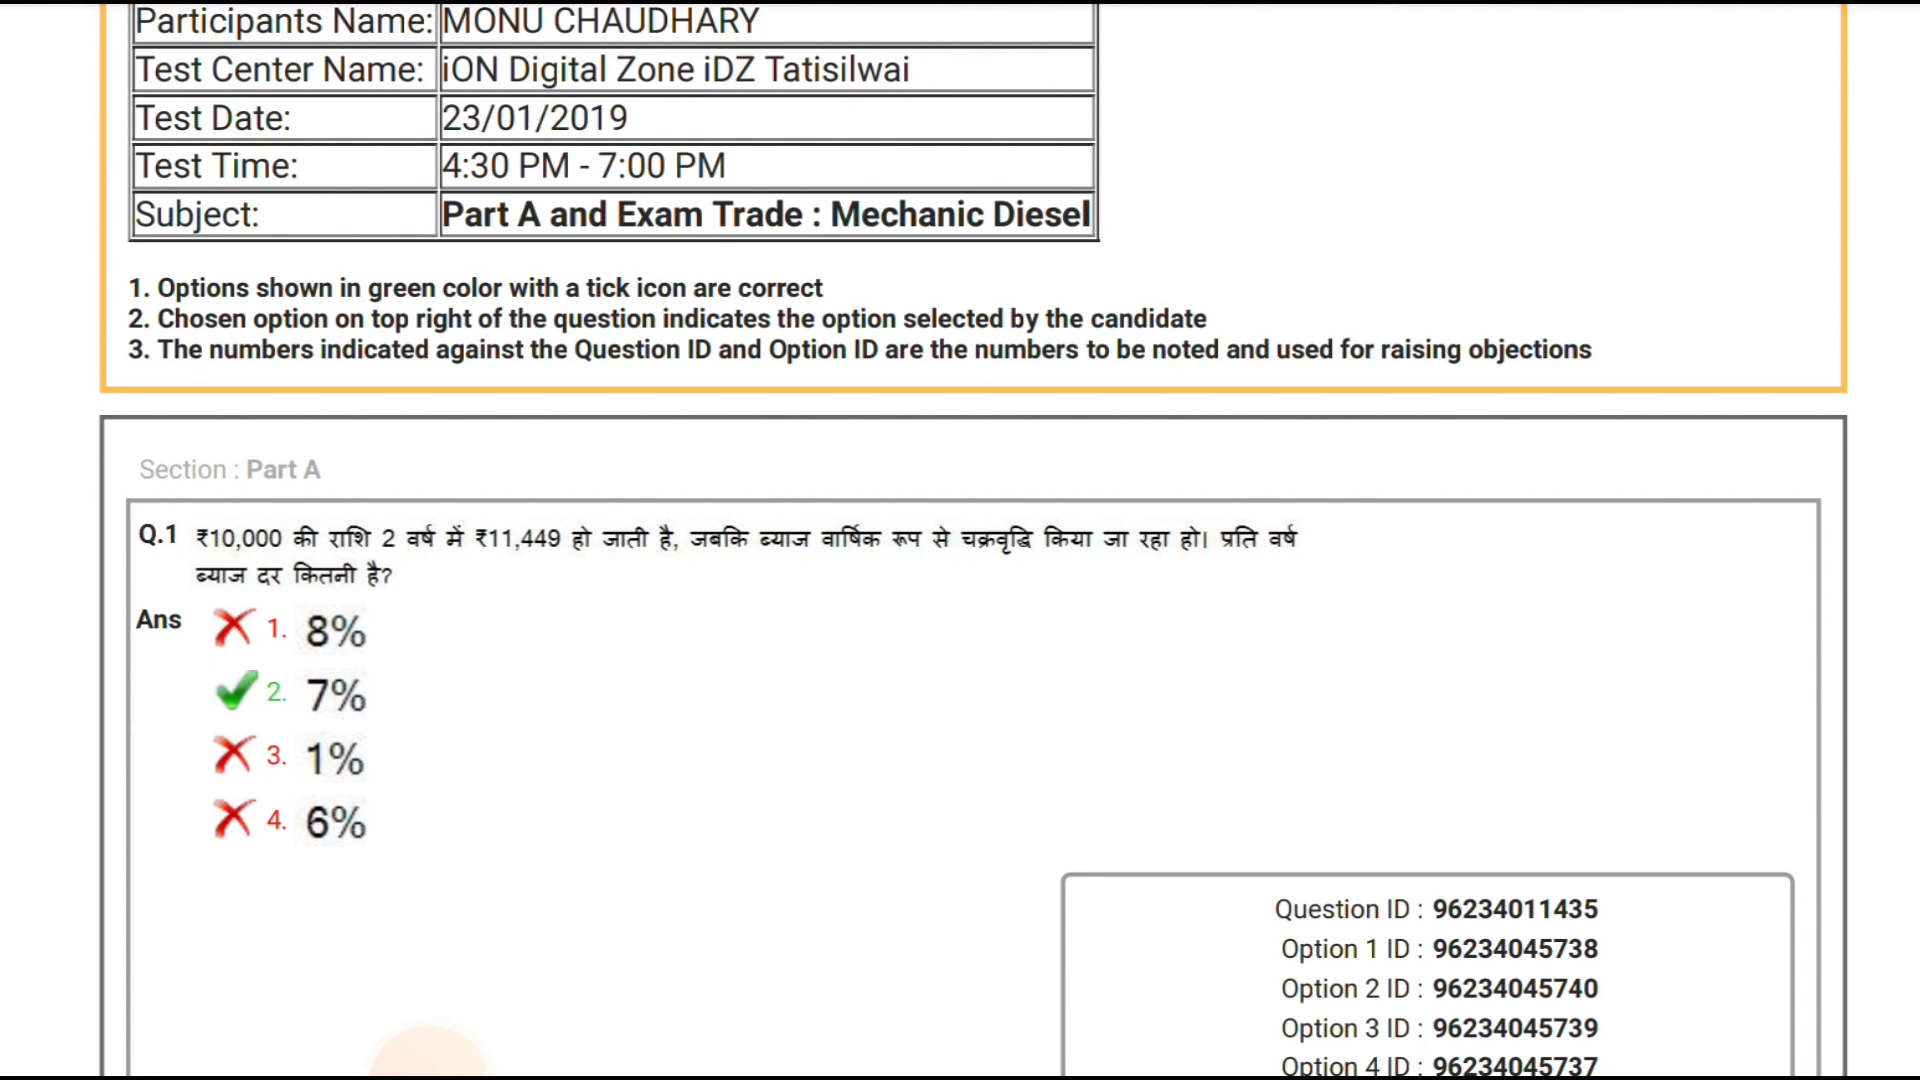 Participants Name: MONU CHAUDHARY
Test Center Name: iON Digital Zone iDZ Tatisilwai
Test Date: 23/01/2019
Test Time: 4:30 PM - 7:00 PM
Subject: Part A and Exam Trade : Mechanic Diesel
1. Options shown in green color with a tick icon are correct
2. Chosen option on top right of the question indicates the option selected by the candidate
3. The numbers indicated against the Question ID and Option ID are the numbers to be noted and used for raising objections
Section : Part A
Q.1 ₹10,000 की राशि 2 वर्ष में ₹11,449 हो जाती है, जबकि ब्याज वार्षिक रूप से चक्रवृद्धि किया जा रहा हो। प्रति वर्ष
ब्याज दर कितनी है?
Ans 1. 8%
2. 7%
3. 1%
4. 6%
Question ID : 96234011435
Option 1 ID : 96234045738
Option 2 ID : 96234045740
Option 3 ID : 96234045739
Option 4 ID : 96234045737